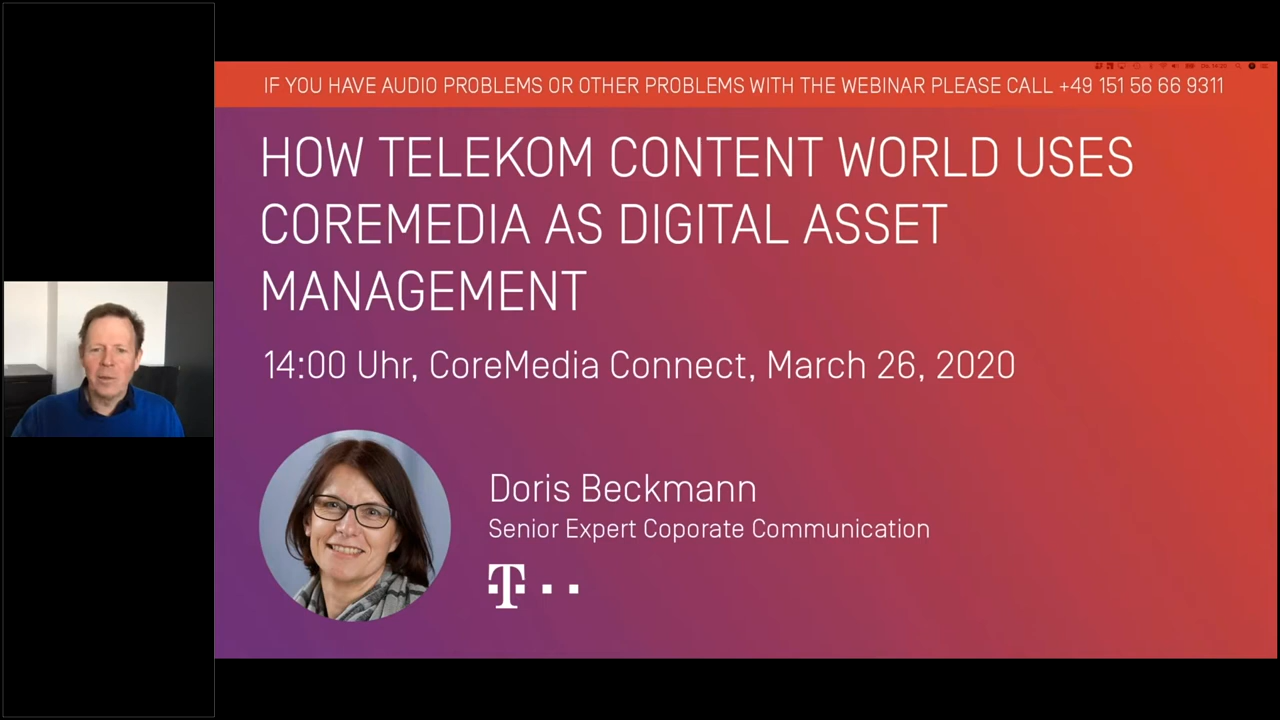 IF YOU HAVE AUDIO PROBLEMS OR OTHER PROBLEMS WITH THE WEBINAR PLEASE CALL +49 151 56 66 9311
HOW TELEKOM CONTENT WORLD USES
COREMEDIA AS DIGITAL ASSET
MANAGEMENT
14:00 Uhr, CoreMedia Connect, March 26, 2020
Doris Beckmann
Senior Expert Coporate Communication
T